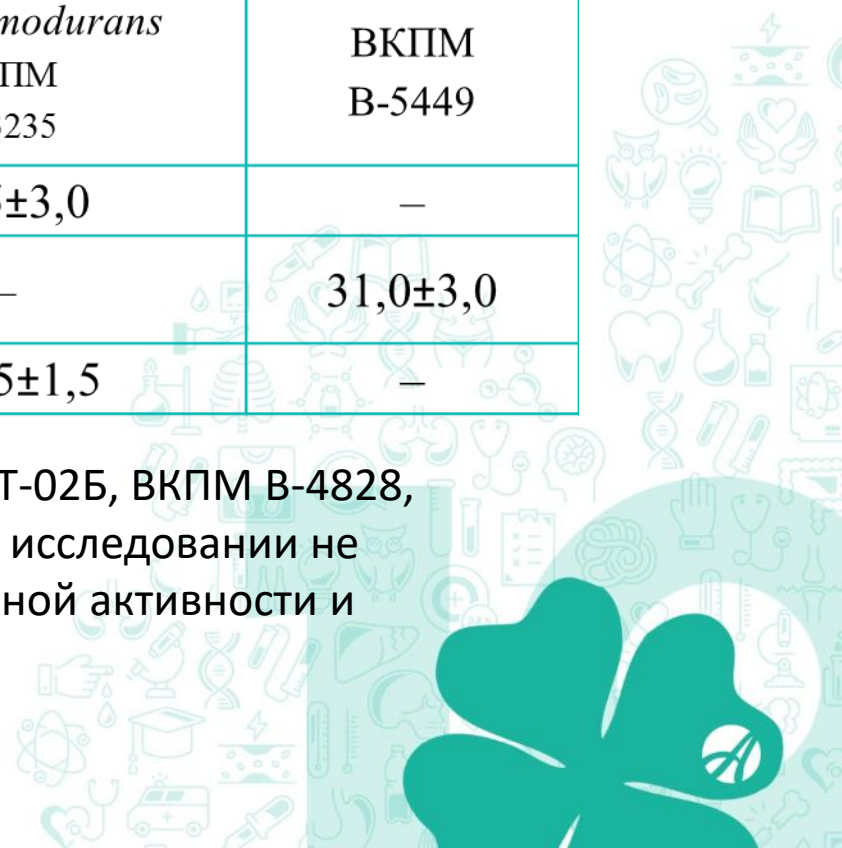 modurans
ПМ
235
ВКПМ
В-5449
±3,0
–
–
31,0±3,0
5±1,5
–
Т-02Б, ВКПМ В-4828,
исследовании не
ной активности и